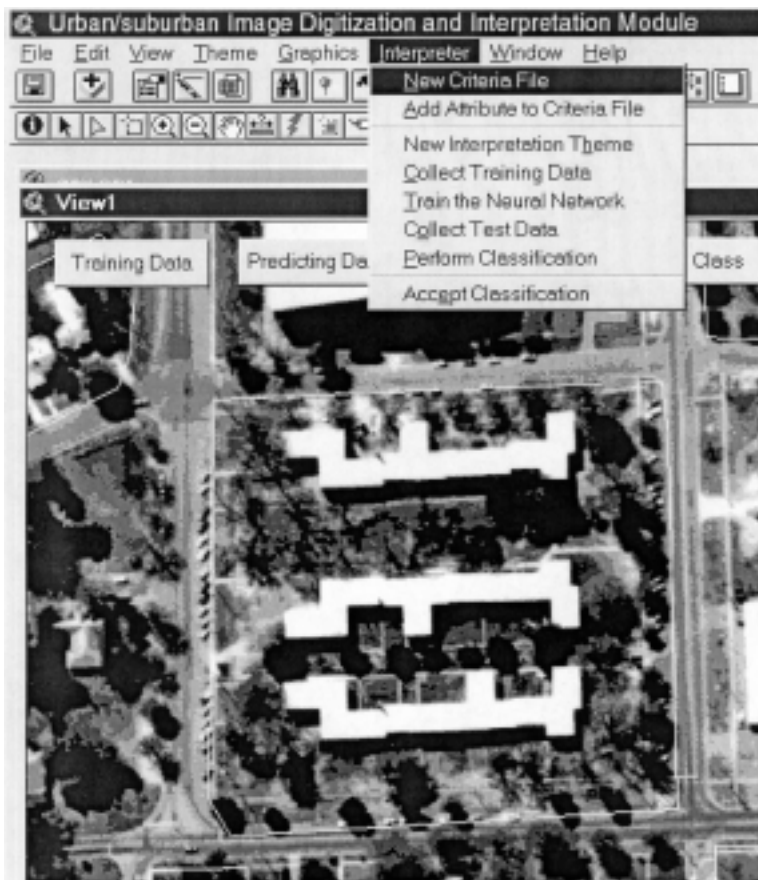 Urban/suburban Image Digitization and Interpretation Module
File Edit View Theme Graphics Interpreter Window Help
New Criteria File
Add Attribute to Criteria File
New Interpretation Theme
Collect Training Data
Train the Neural Network
Collect Test Data
Perform Classification
Accept Classification
View1
Training Data Predicting Da Class